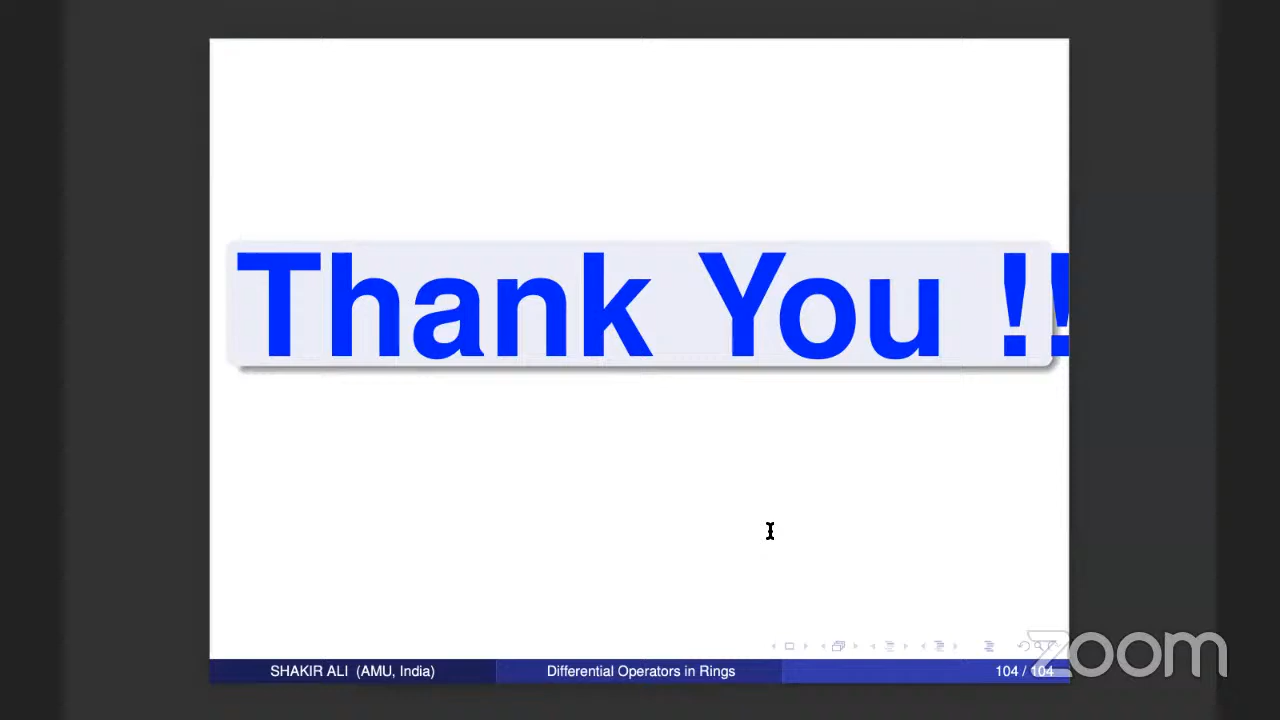 Thank You !!
SHAKIR ALI (AMU, India)
Differential Operators in Rings
104 / 104
zoom